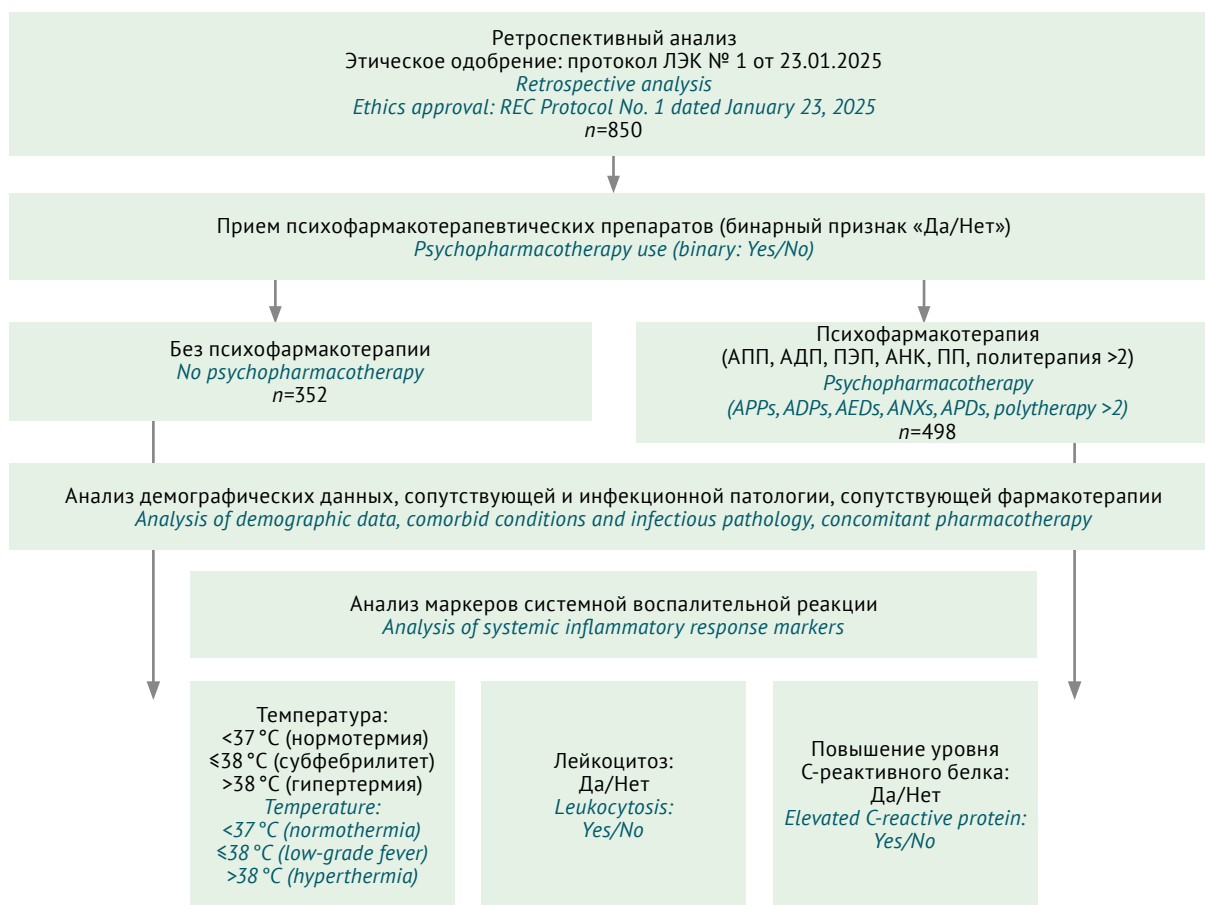 Ретроспективный анализ
Этическое одобрение: протокол ЛЭК № 1 от 23.01.2025
Retrospective analysis
Ethics approval: REC Protocol No. 1 dated January 23, 2025
n=850
Прием психофармакотерапевтических препаратов (бинарный признак «Да/Нет»)
Psychopharmacotherapy use (binary: Yes/No)
Без психофармакотерапии
No psychopharmacotherapy
n=352
Психофармакотерапия
(АПП, АДП, ПЭП, АНК, ПП, политерапия >2)
Psychopharmacotherapy
(APPs, ADPs, AEDs, ANXs, APDs, polytherapy >2)
n=498
Анализ демографических данных, сопутствующей и инфекционной патологии, сопутствующей фармакотерапии
Analysis of demographic data, comorbid conditions and infectious pathology, concomitant pharmacotherapy
Анализ маркеров системной воспалительной реакции
Analysis of systemic inflammatory response markers
Температура:
<37 °C (нормотермия)
⩽38 °C (субфебрилитет)
>38 °C (гипертермия)
Temperature:
<37 °C (normothermia)
⩽38 °C (low-grade fever)
>38 °C (hyperthermia)
Лейкоцитоз:
Да/Нет
Leukocytosis:
Yes/No
Повышение уровня
С-реактивного белка:
Да/Нет
Elevated C-reactive protein:
Yes/No